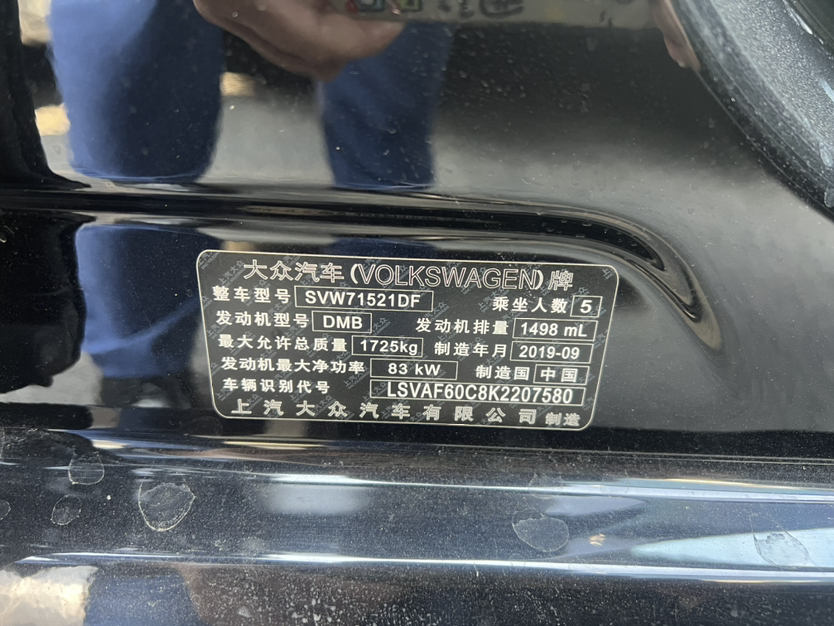 大众汽车(VOLKSWAGEN)牌
整车型号 SVW71521DF 乘坐人数 5
发动机型号 DMB 发动机排量 1498 mL
最大允许总质量 1725kg 制造年月 2019-09
发动机最大净功率 83 kW 制造国 中国
车辆识别代号 LSVAF60C8K2207580
上汽大众汽车有限公司 制造